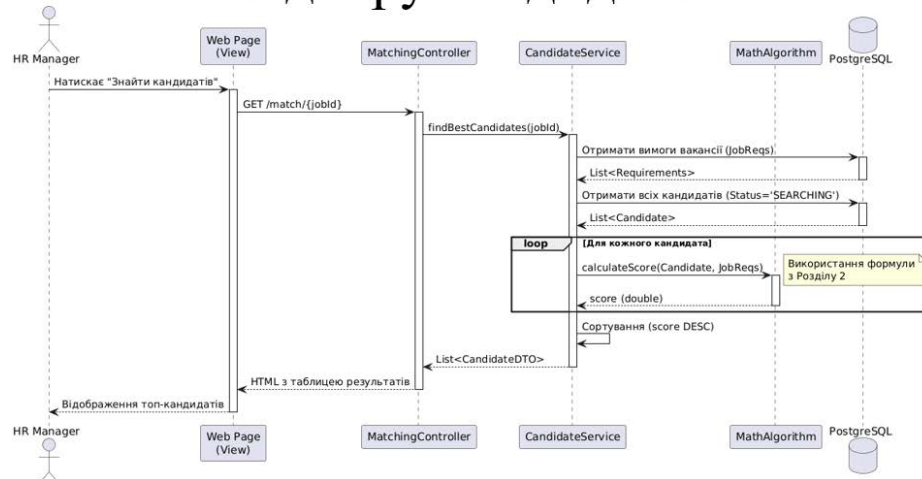 HR Manager
Web Page
(View)
MatchingController
CandidateService
MathAlgorithm
PostgreSQL
Натискає "Знайти кандидатів"
GET /match/{jobId}
findBestCandidates(jobId)
Отримати вимоги вакансії (JobReqs)
List<Requirements>
Отримати всіх кандидатів (Status='SEARCHING')
List<Candidate>
loop [Для кожного кандидата]
calculateScore(Candidate, JobReqs)
Використання формули
з Розділу 2
score (double)
Сортування (score DESC)
List<CandidateDTO>
HTML з таблицею результатів
Відображення топ-кандидатів
HR Manager
Web Page
(View)
MatchingController
CandidateService
MathAlgorithm
PostgreSQL